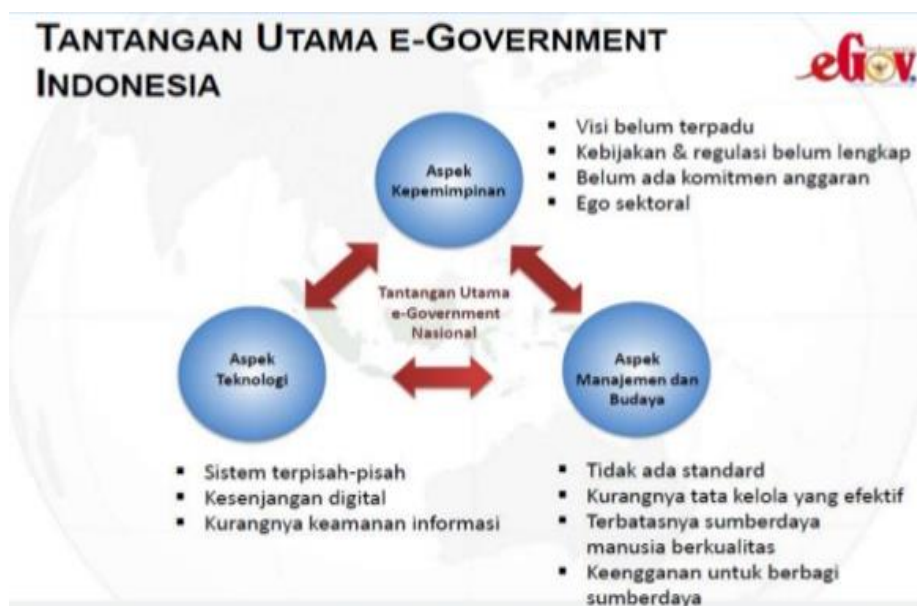 TANTANGAN UTAMA E-GOVERNMENT
INDONESIA
eGov
Aspek
Kepemimpinan
▪ Visi belum terpadu
▪ Kebijakan & regulasi belum lengkap
▪ Belum ada komitmen anggaran
▪ Ego sektoral
Tantangan Utama
e-Government
Nasional
Aspek
Teknologi
Aspek
Manajemen dan
Budaya
▪ Sistem terpisah-pisah
▪ Kesenjangan digital
▪ Kurangnya keamanan informasi
▪ Tidak ada standard
▪ Kurangnya tata kelola yang efektif
▪ Terbatasnya sumberdaya
manusia berkualitas
▪ Keengganan untuk berbagi
sumberdaya